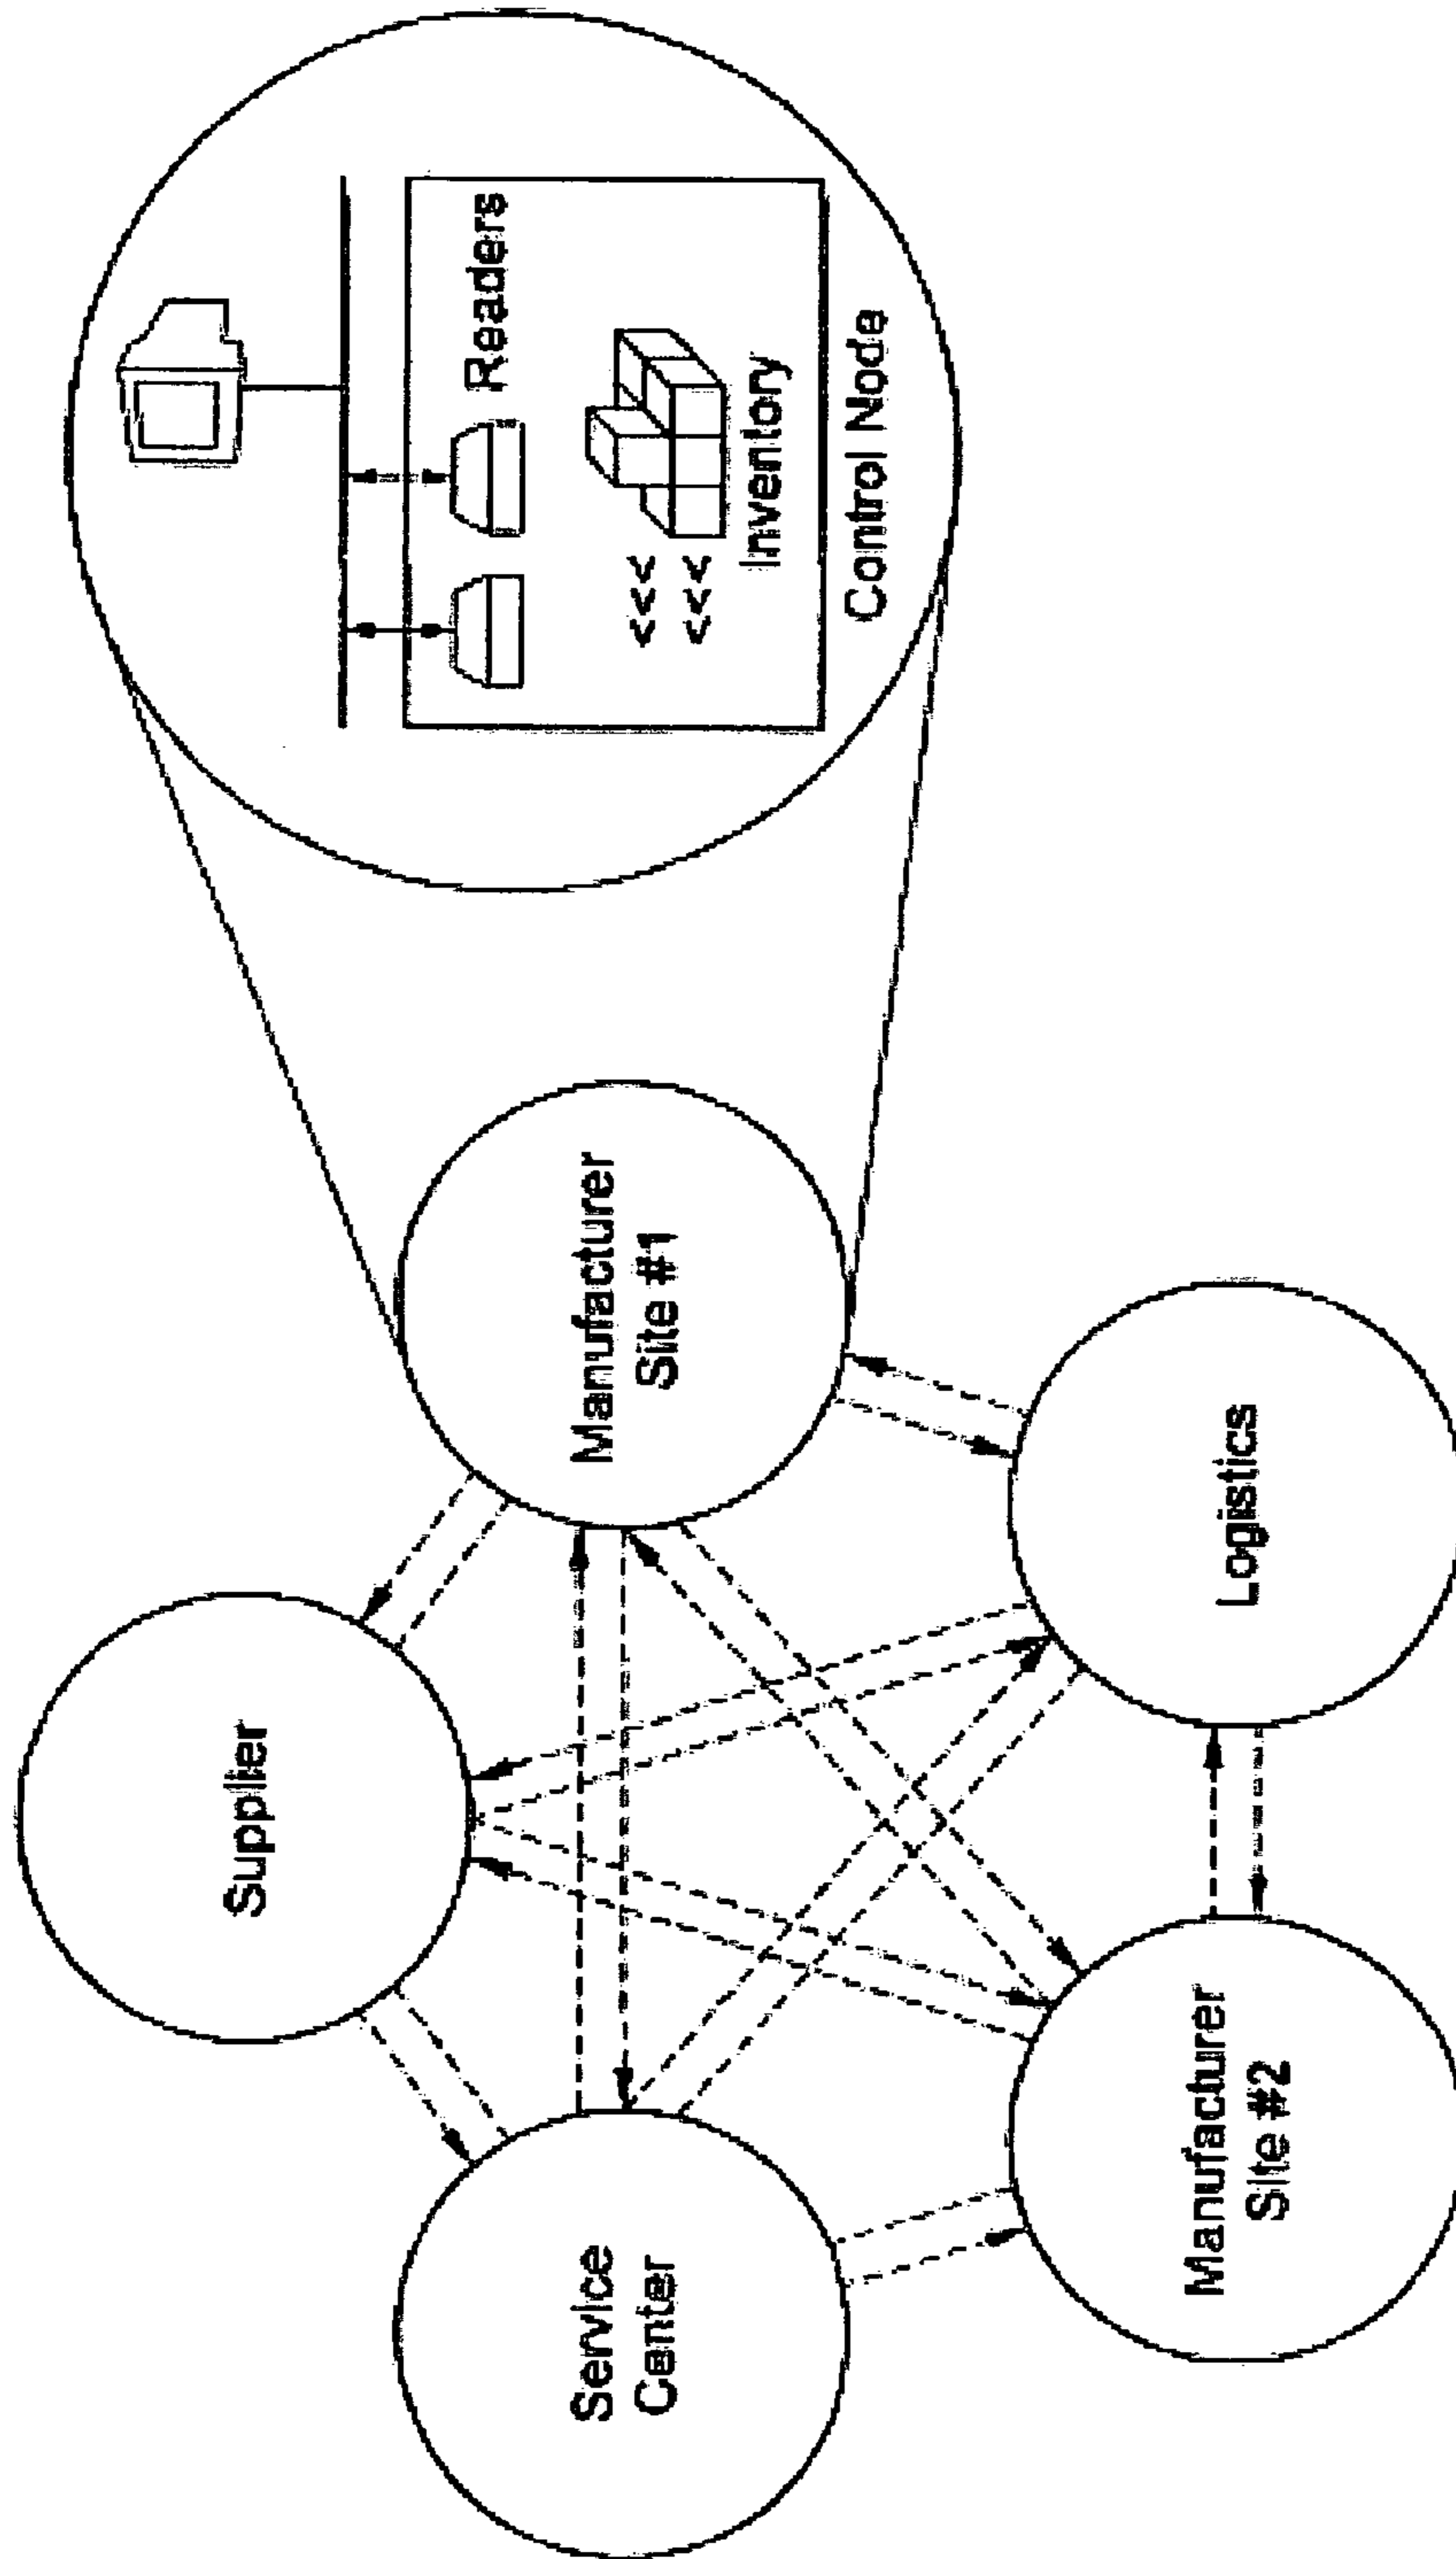 Supplier
Service
Center
Manufacturer
Site #1
Manufacturer
Site #2
Logistics
Readers
Inventory
Control Node